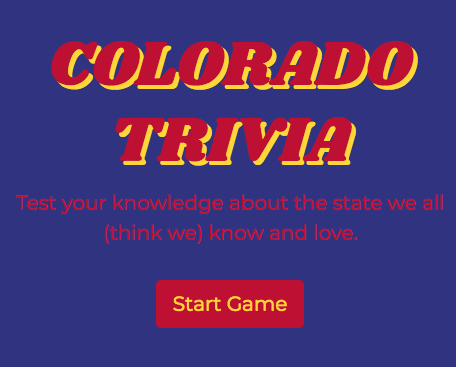 COLORADO
TRIVIA
Test your knowledge about the state we all
(think we) know and love.
Start Game